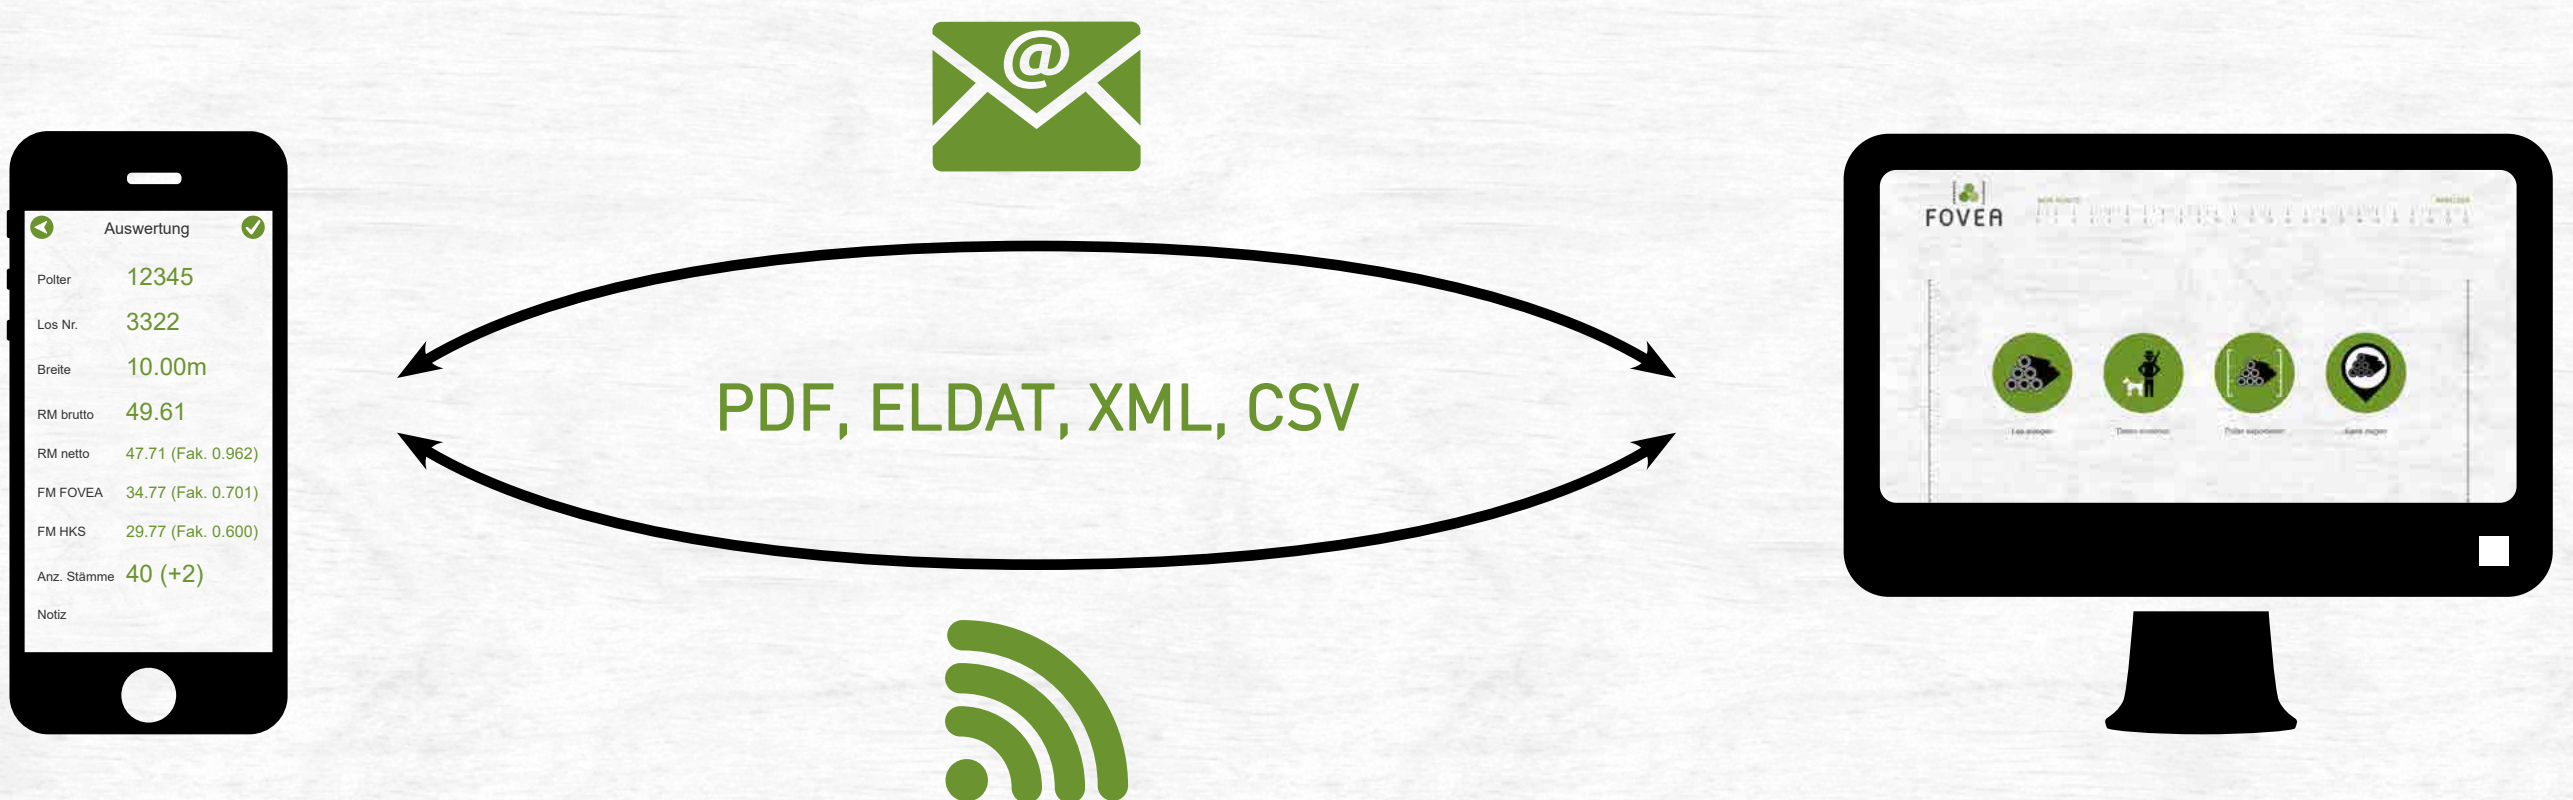 @
Auswertung
Polter 12345
Los Nr. 3322
Breite 10.00m
RM brutto 49.61
RM netto 47.71 (Fak. 0.962)
FM FOVEA 34.77 (Fak. 0.701)
FM HKS 29.77 (Fak. 0.600)
Anz. Stämme 40 (+2)
Notiz
PDF, ELDAT, XML, CSV
FOVEA